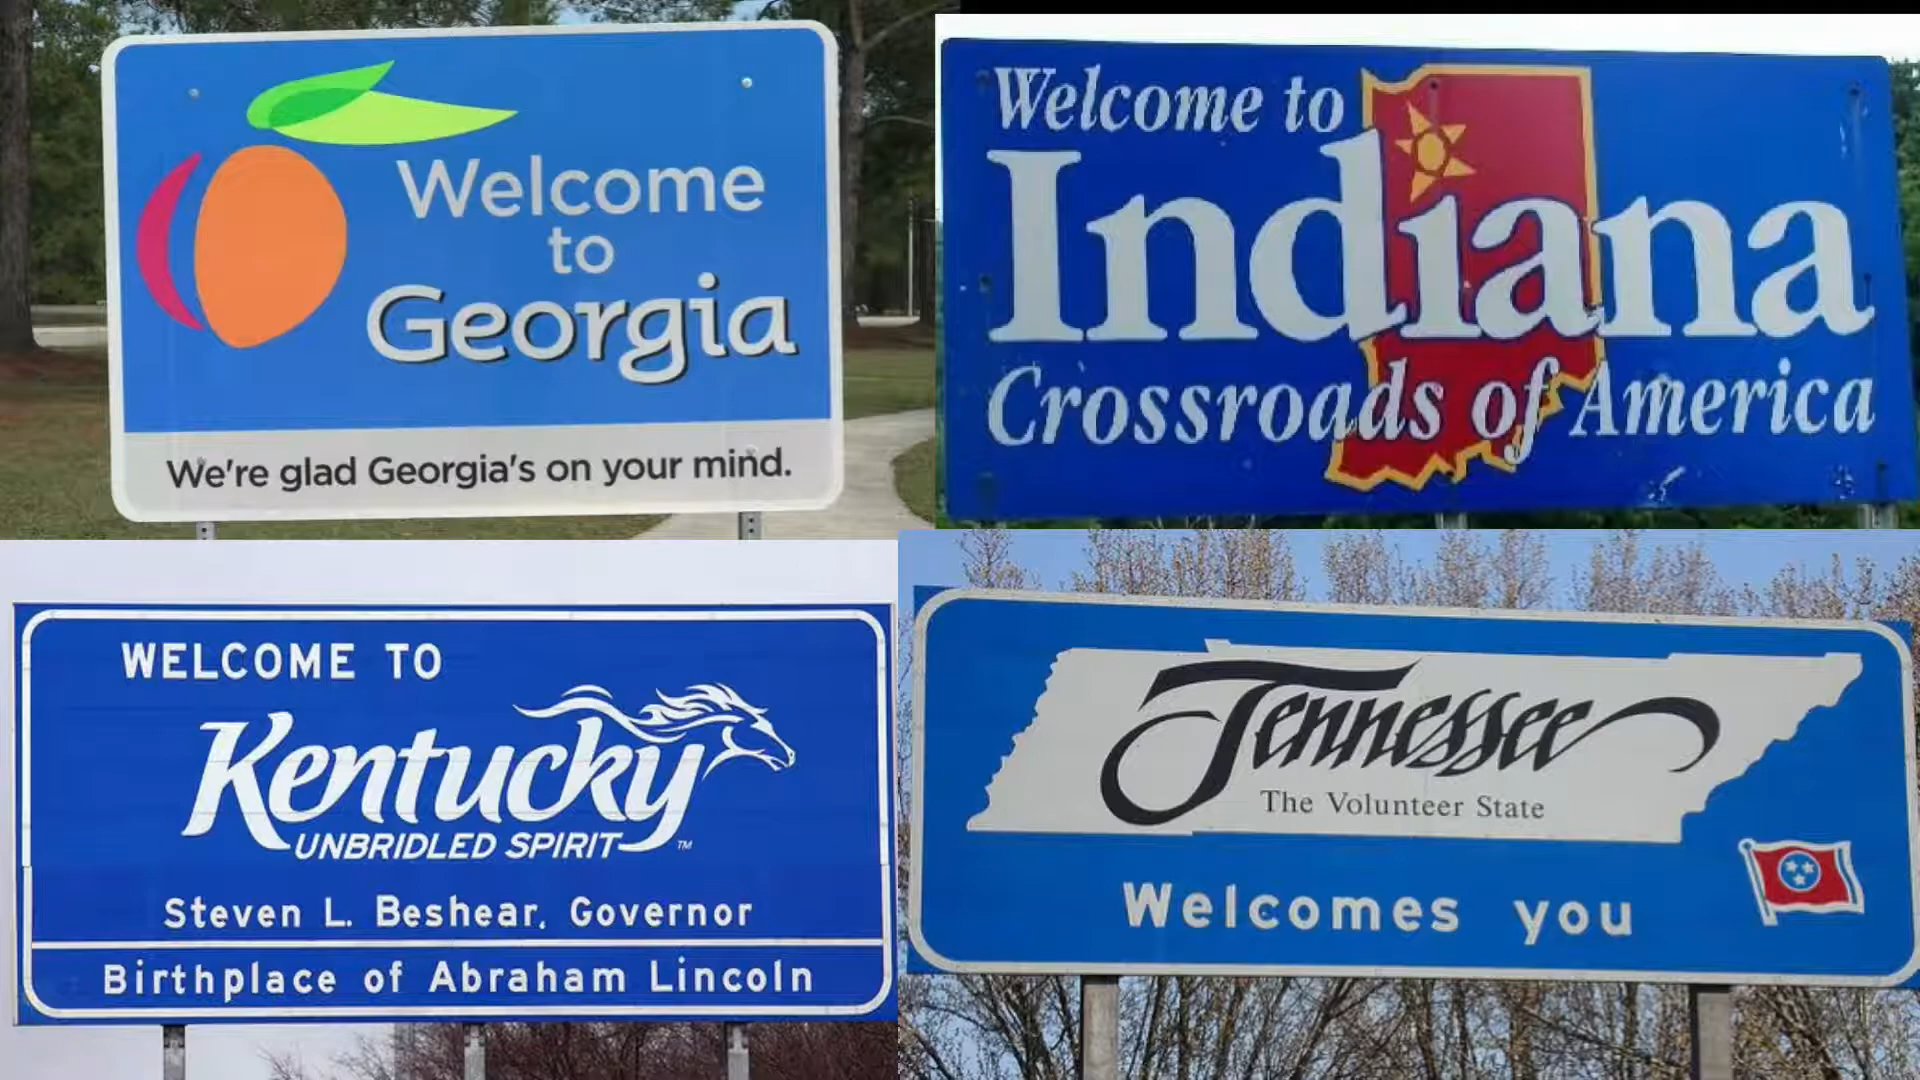 Welcome
to
Georgia
We're glad Georgia's on your mind.
Welcome to
Indiana
Crossroads of America
WELCOME TO
Kentucky
UNBRIDLED SPIRIT
TM
Steven L. Beshear, Governor
Birthplace of Abraham Lincoln
Tennessee
The Volunteer State
Welcomes you